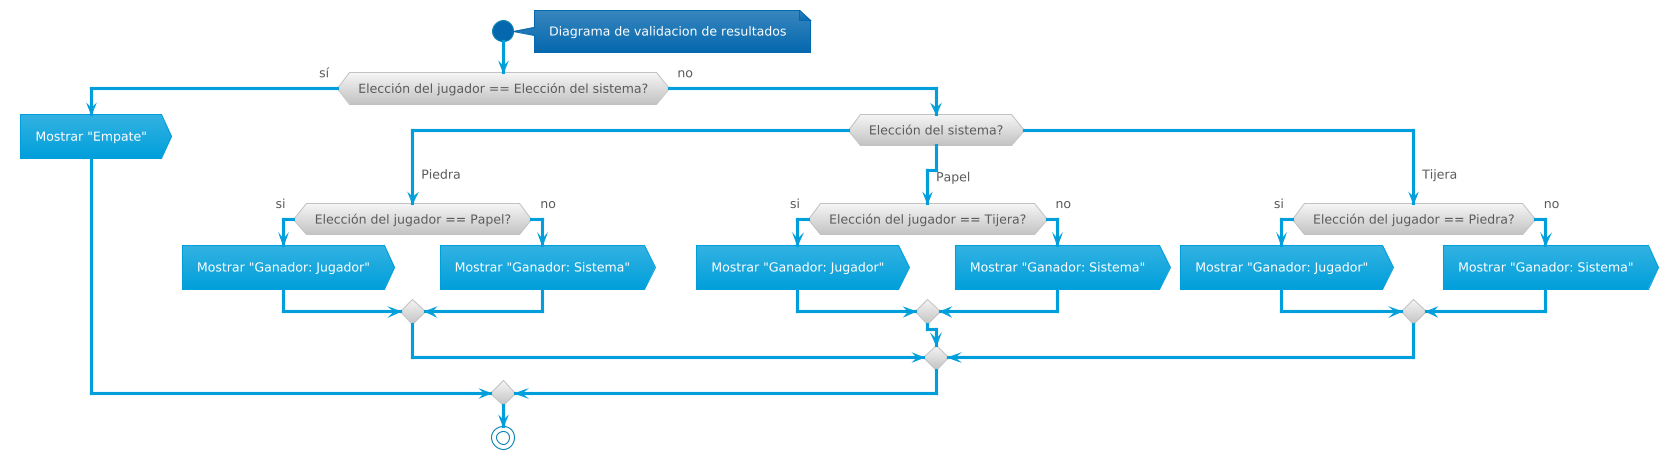 Diagrama de validacion de resultados
sí
Elección del jugador == Elección del sistema?
no
Mostrar "Empate"
Elección del sistema?
Piedra
Papel
Tijera
si
Elección del jugador == Papel?
no
si
Elección del jugador == Tijera?
no
si
Elección del jugador == Piedra?
no
Mostrar "Ganador: Jugador"
Mostrar "Ganador: Sistema"
Mostrar "Ganador: Jugador"
Mostrar "Ganador: Sistema"
Mostrar "Ganador: Jugador"
Mostrar "Ganador: Sistema"